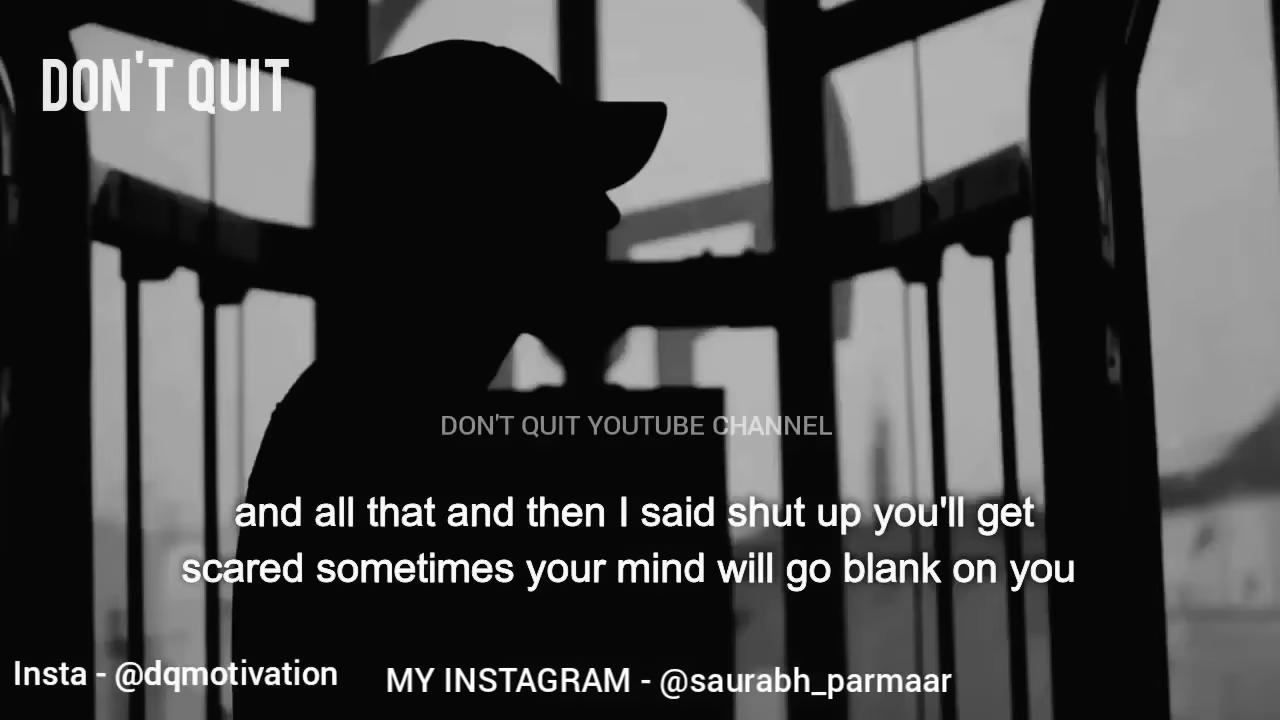 DON'T QUIT
DON'T QUIT YOUTUBE CHANNEL
and all that and then I said shut up you'll get
scared sometimes your mind will go blank on you
Insta - @dqmotivation
MY INSTAGRAM - @saurabh_parmaar